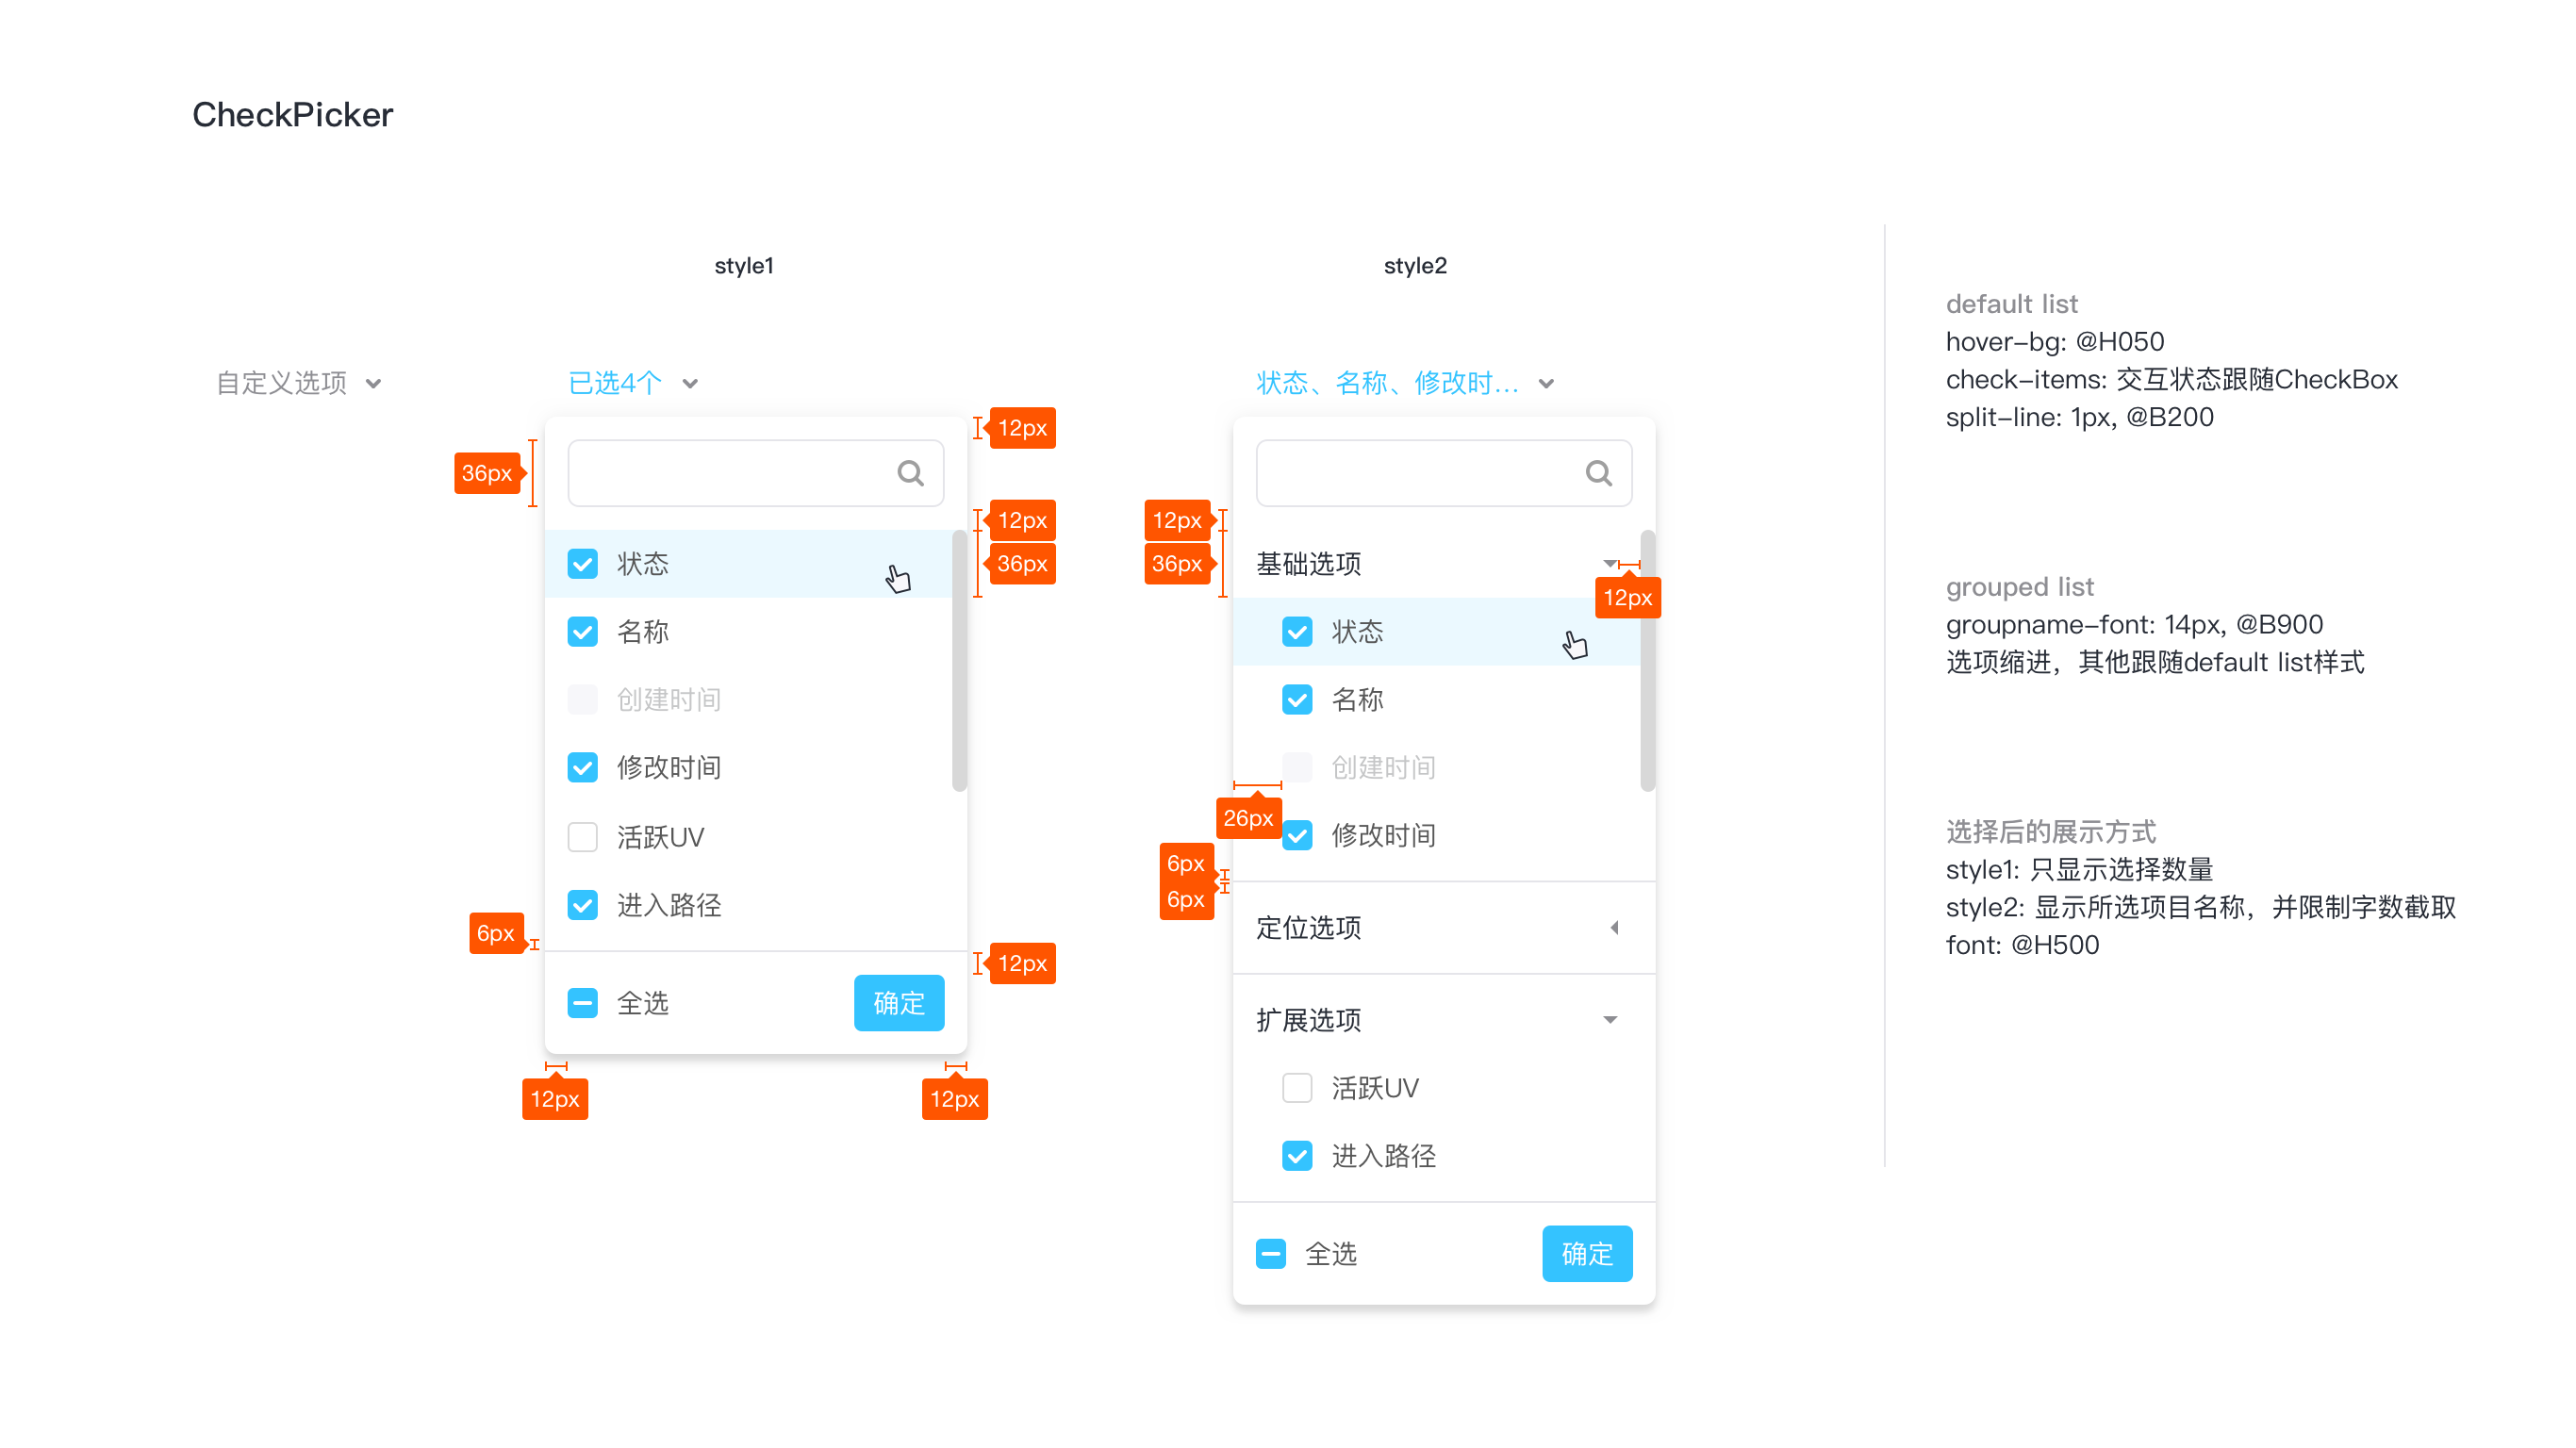 CheckPicker
style1
style2
自定义选项
已选4个
12px
36px
12px
36px
状态
名称
创建时间
修改时间
活跃UV
进入路径
6px
12px
全选
确定
12px
12px
状态、名称、修改时...
12px
36px
基础选项
12px
状态
名称
创建时间
26px
修改时间
6px
6px
定位选项
扩展选项
活跃UV
进入路径
全选
确定
default list
hover-bg: @H050
check-items: 交互状态跟随CheckBox
split-line: 1px, @B200
grouped list
groupname-font: 14px, @B900
选项缩进，其他跟随default list样式
选择后的展示方式
style1: 只显示选择数量
style2: 显示所选项目名称，并限制字数截取
font: @H500